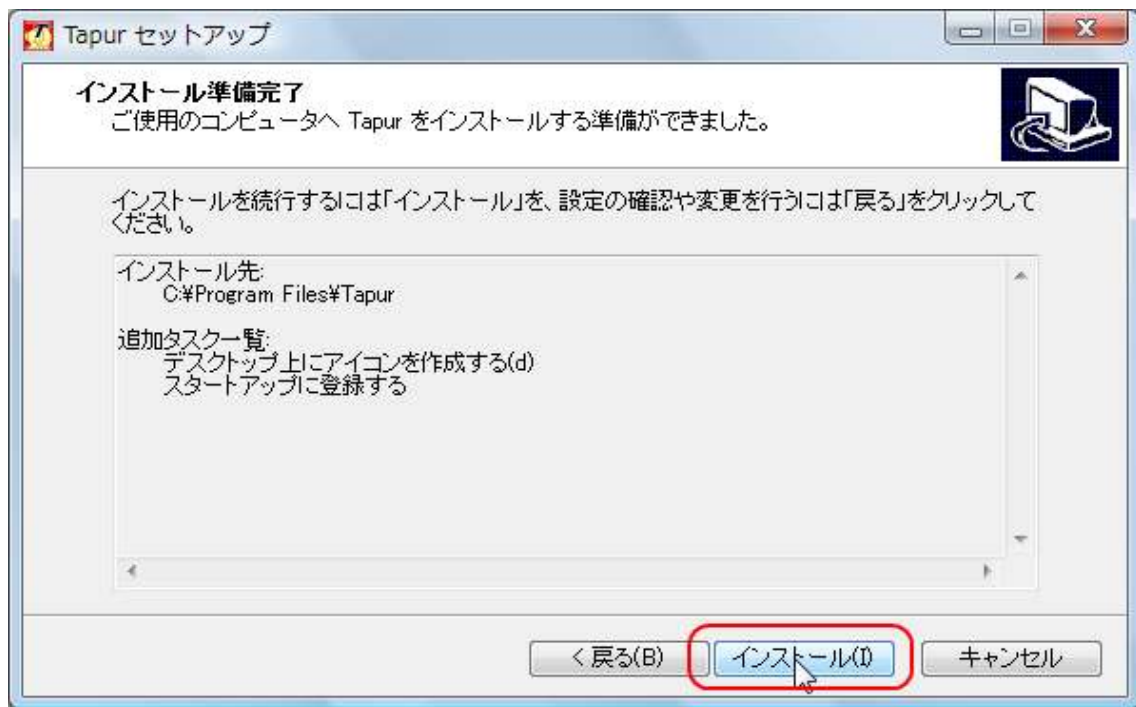 Tapur セットアップ
インストール準備完了
ご使用のコンピュータへ Tapur をインストールする準備ができました。
インストールを続行するには「インストール」を、設定の確認や変更を行うには「戻る」をクリックして
ください。
インストール先:
C:¥Program Files¥Tapur
追加タスク一覧:
デスクトップ上にアイコンを作成する(d)
スタートアップに登録する
< 戻る(B)
インストール(I)
キャンセル